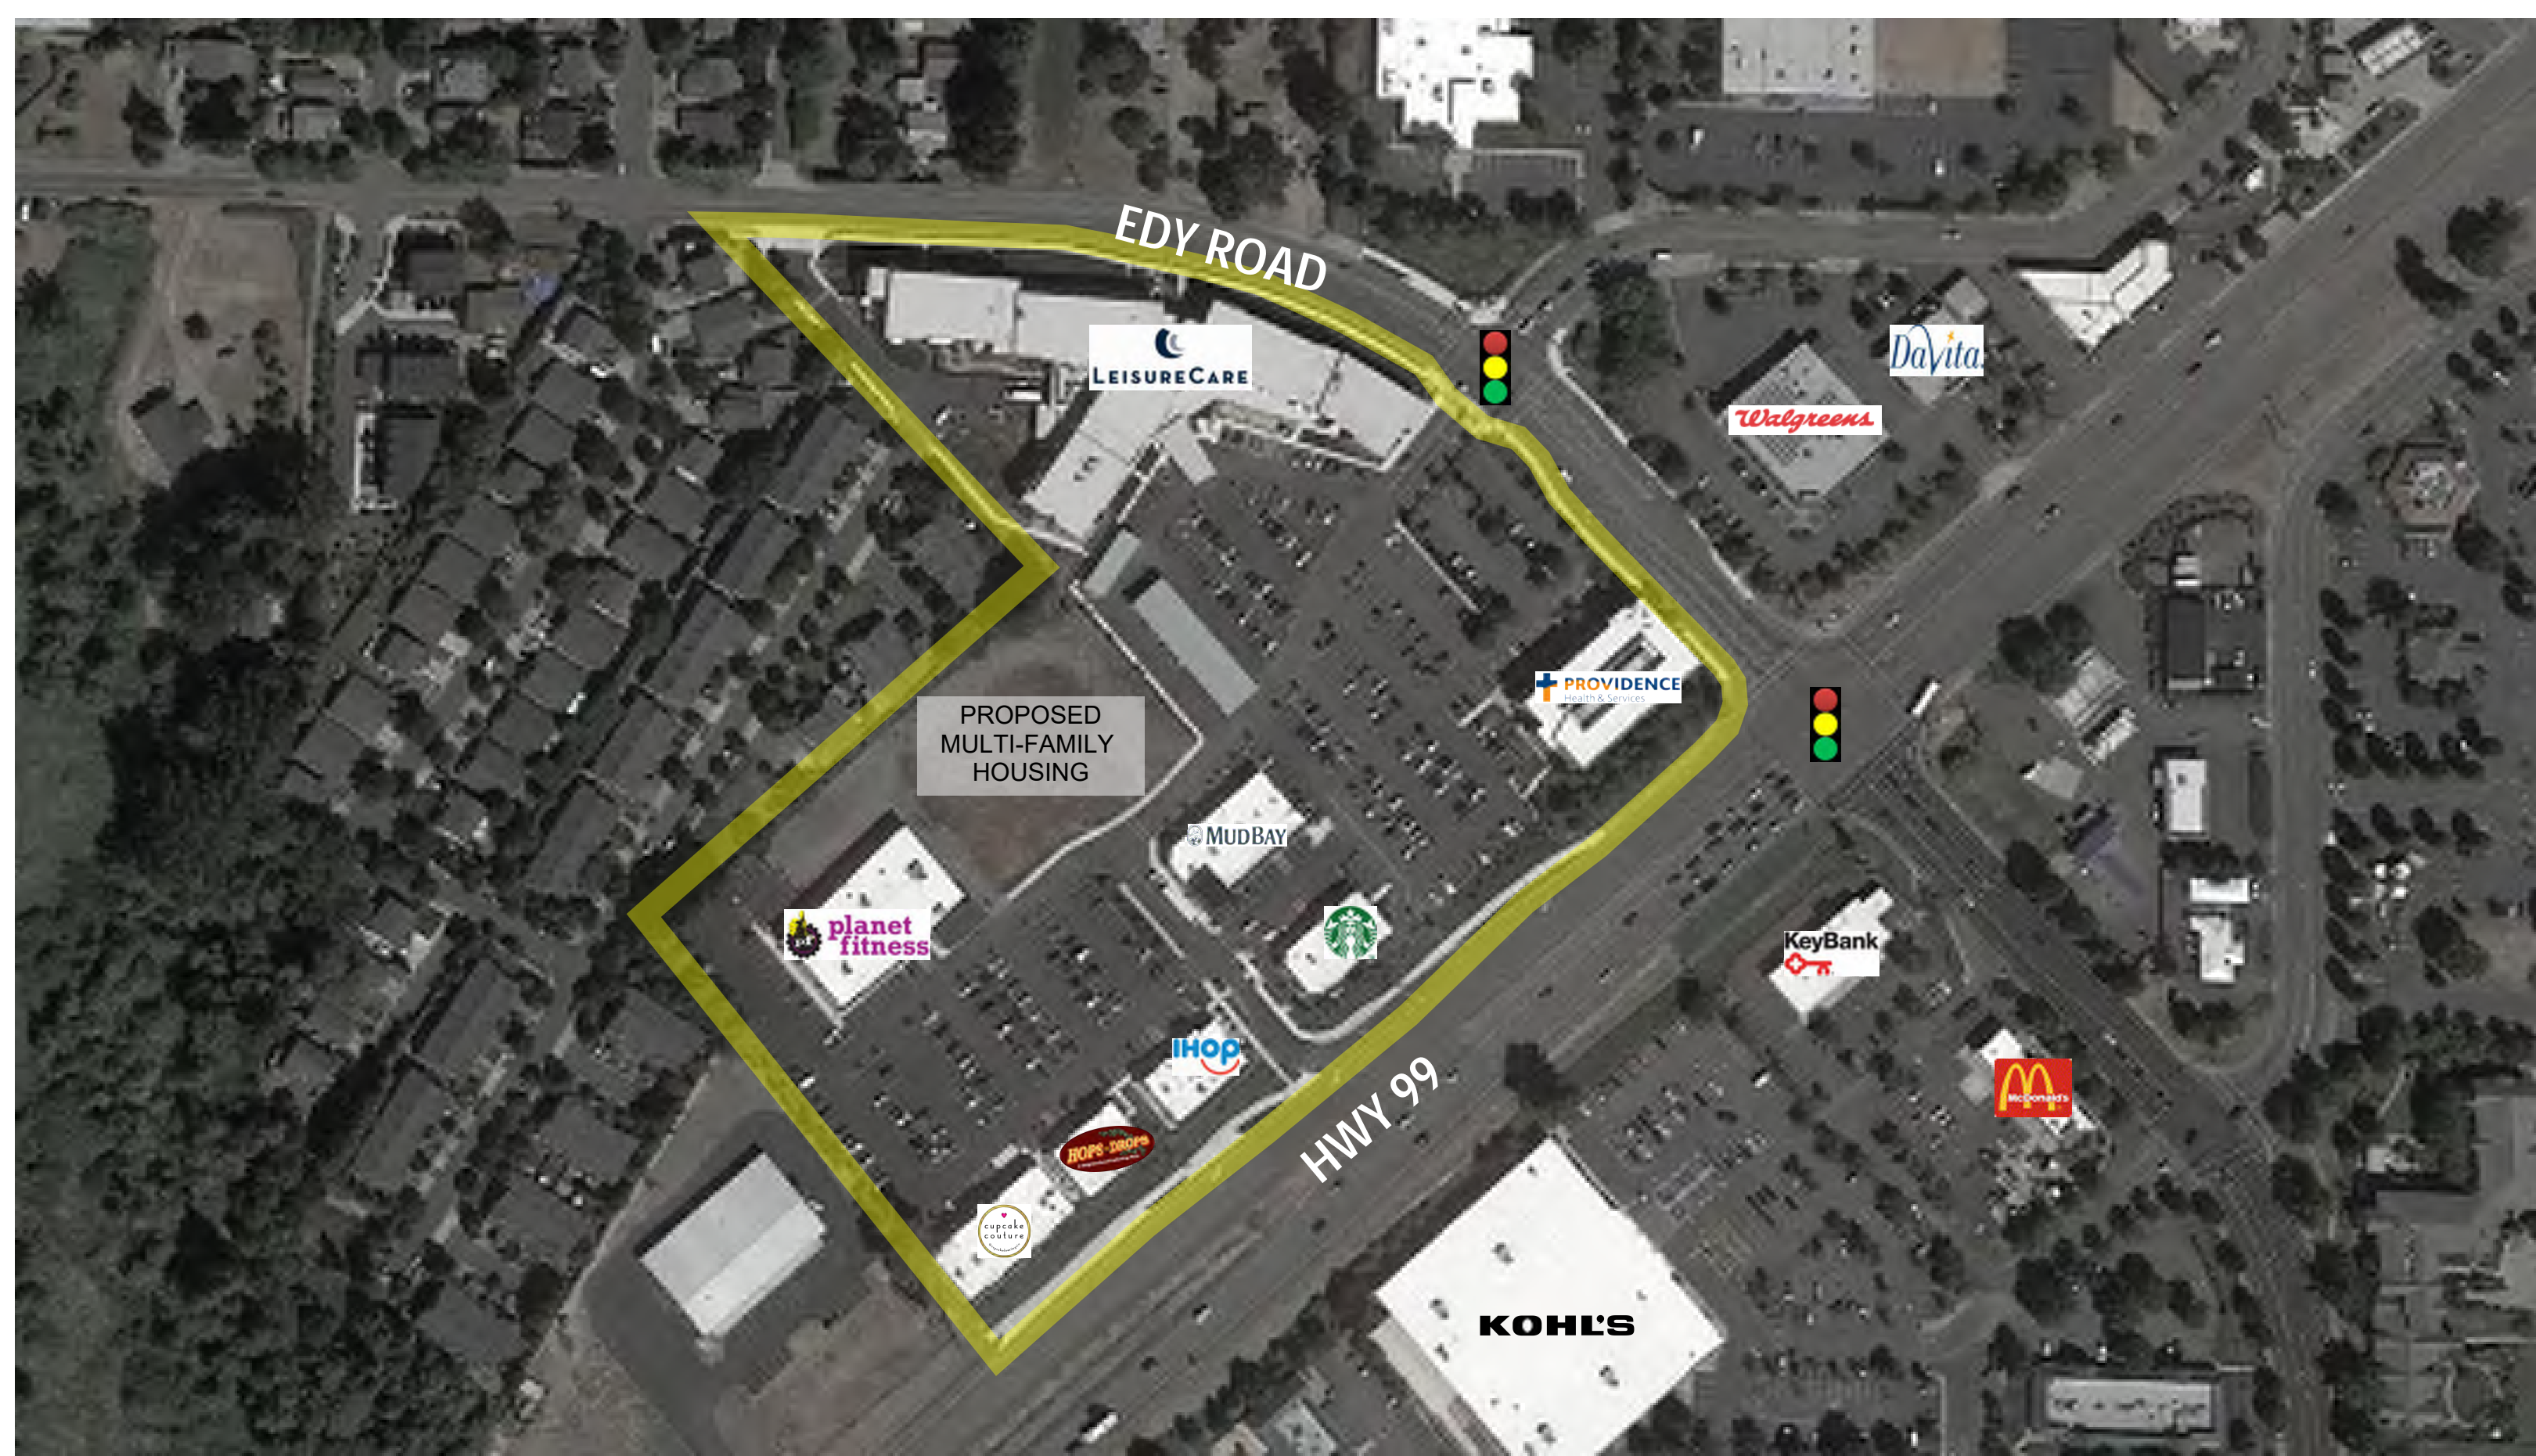 EDY ROAD
LEISURECARE
DaVita.
Walgreens
PROVIDENCE
Health & Services
PROPOSED
MULTI-FAMILY
HOUSING
MUDBAY
planet
fitness
PF
KeyBank
IHOP
McDonald's
HWY 99
HOPS n DROPS
cupcake
couture
KOHL'S